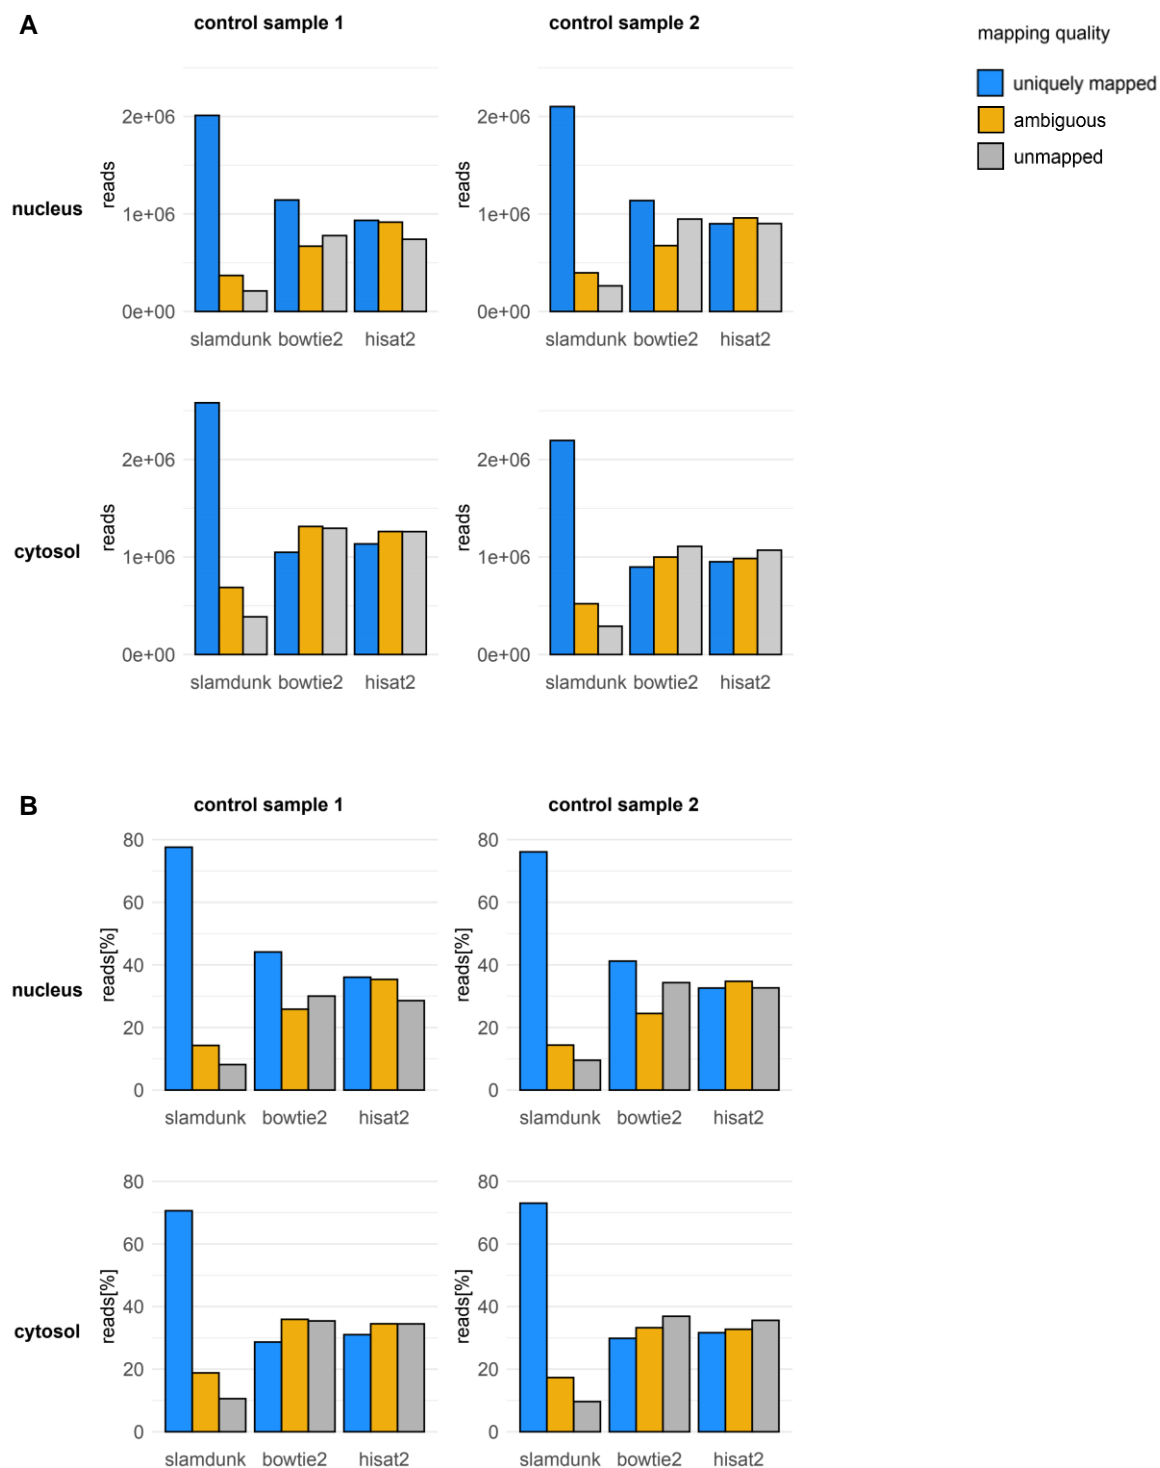 A
control sample 1
control sample 2
mapping quality
uniquely mapped
ambiguous
unmapped
nucleus
reads
2e+06
1e+06
0e+00
slamdunk bowtie2 hisat2
reads
2e+06
1e+06
0e+00
slamdunk bowtie2 hisat2
cytosol
reads
2e+06
1e+06
0e+00
slamdunk bowtie2 hisat2
reads
2e+06
1e+06
0e+00
slamdunk bowtie2 hisat2
B
control sample 1
control sample 2
nucleus
reads[%]
80
60
40
20
0
slamdunk bowtie2 hisat2
reads[%]
80
60
40
20
0
slamdunk bowtie2 hisat2
cytosol
reads[%]
80
60
40
20
0
slamdunk bowtie2 hisat2
reads[%]
80
60
40
20
0
slamdunk bowtie2 hisat2